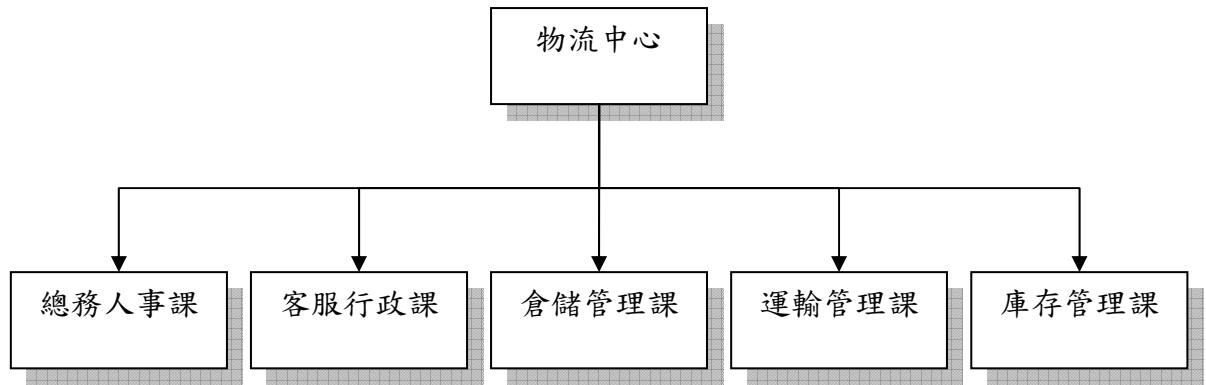 物流中心
總務人事課
客服行政課
倉儲管理課
運輸管理課
庫存管理課